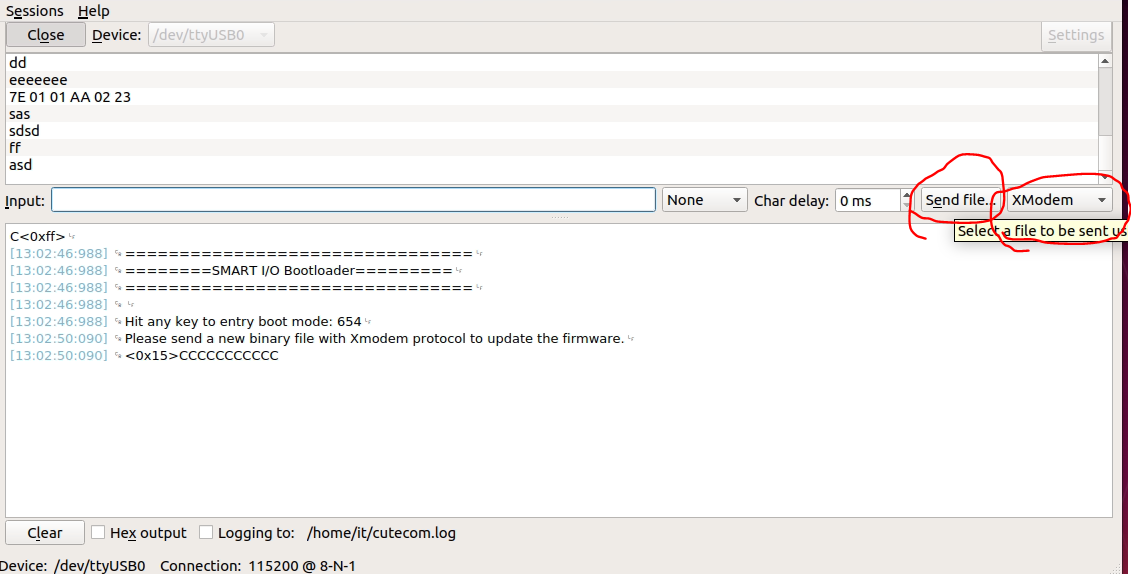 Sessions Help
Close Device: /dev/ttyUSB0 Settings
dd
eeeeeee
7E 01 01 AA 02 23
sas
sdsd
ff
asd
Input: None Char delay: 0 ms Send file... XModem
Select a file to be sent us
C<0xff>
[13:02:46:988] ================================
[13:02:46:988] ========SMART I/O Bootloader=========
[13:02:46:988] ================================
[13:02:46:988]
[13:02:46:988] Hit any key to entry boot mode: 654
[13:02:50:090] Please send a new binary file with Xmodem protocol to update the firmware.
[13:02:50:090] <0x15>CCCCCCCCCCC
Clear Hex output Logging to: /home/it/cutecom.log
Device: /dev/ttyUSB0 Connection: 115200 @ 8-N-1